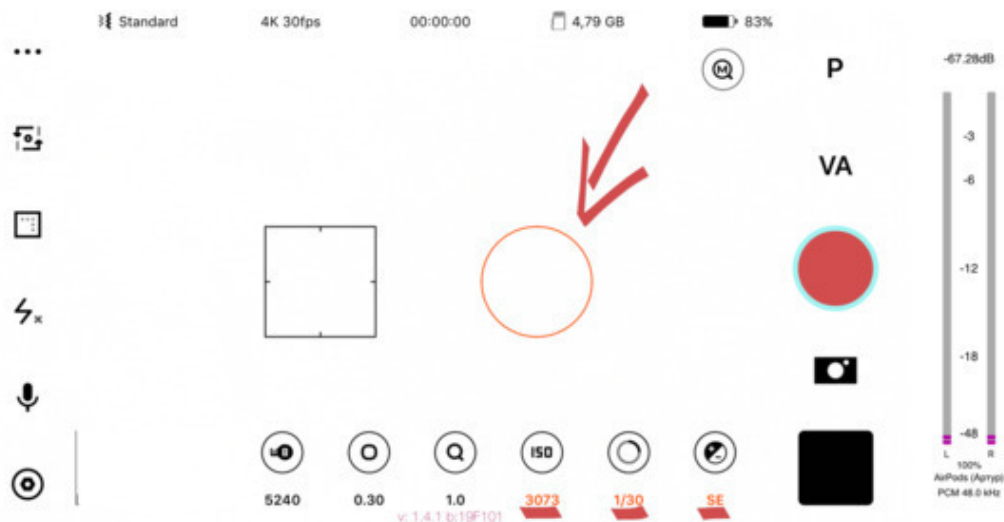 Standard 4K 30fps 00:00:00 4,79 GB 83%
M
P
VA
-67.28dB
-3
-6
-12
-18
-48
L R
100%
AirPods (Артур)
PCM 48.0 kHz
ISO
5240 0.30 1.0 3073 1/30 SE
v: 1.4.1 b:19F101